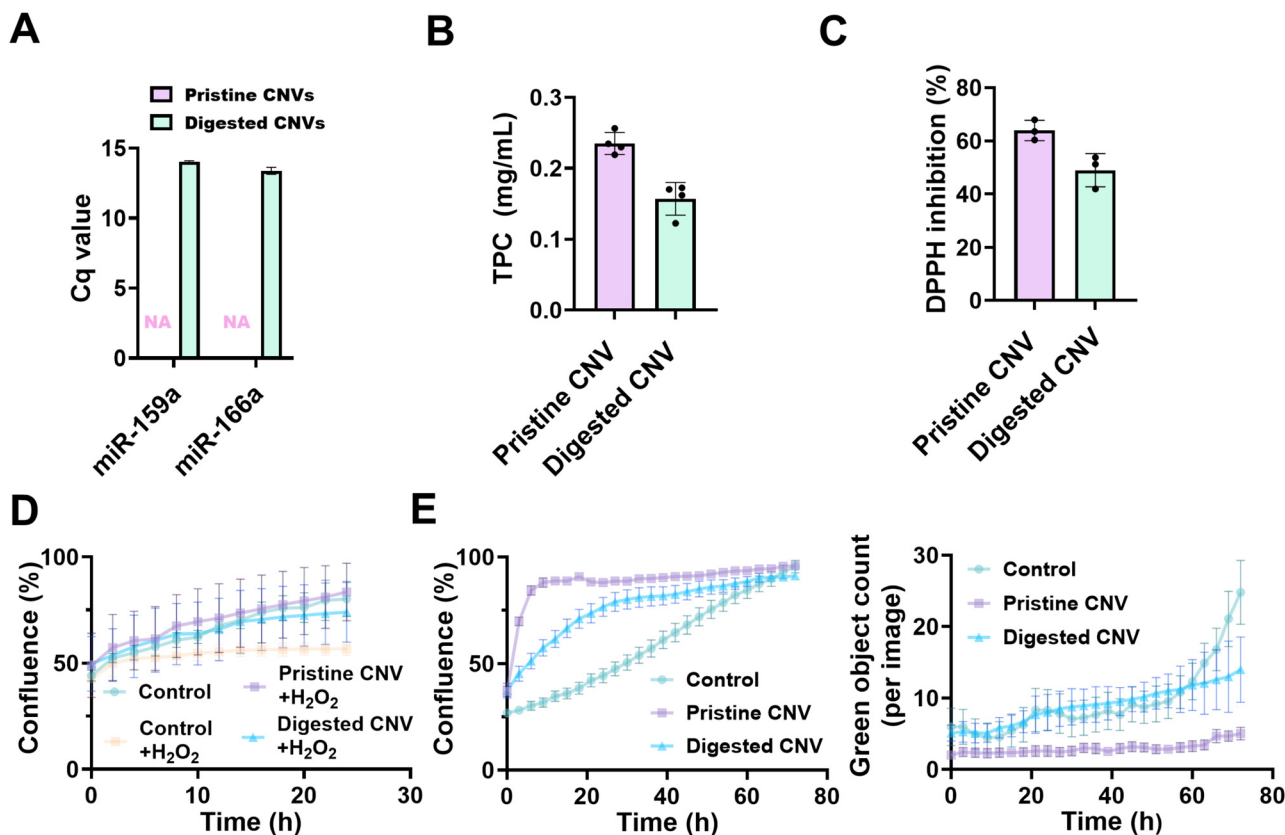 A
Pristine CNVs
Digested CNVs
15
10
5
0
Cq value
NA
NA
miR-159a
miR-166a
B
0.3
0.2
0.1
0.0
TPC (mg/mL)
Pristine CNV
Digested CNV
C
80
60
40
20
0
DPPH inhibition (%)
Pristine CNV
Digested CNV
D
100
50
0
Confluence (%)
Control
Control
+H₂O₂
Pristine CNV
+H₂O₂
Digested CNV
+H₂O₂
0
10
20
30
Time (h)
E
100
50
0
Confluence (%)
Control
Pristine CNV
Digested CNV
0
20
40
60
80
Time (h)
30
20
10
0
Green object count
(per image)
Control
Pristine CNV
Digested CNV
0
20
40
60
80
Time (h)